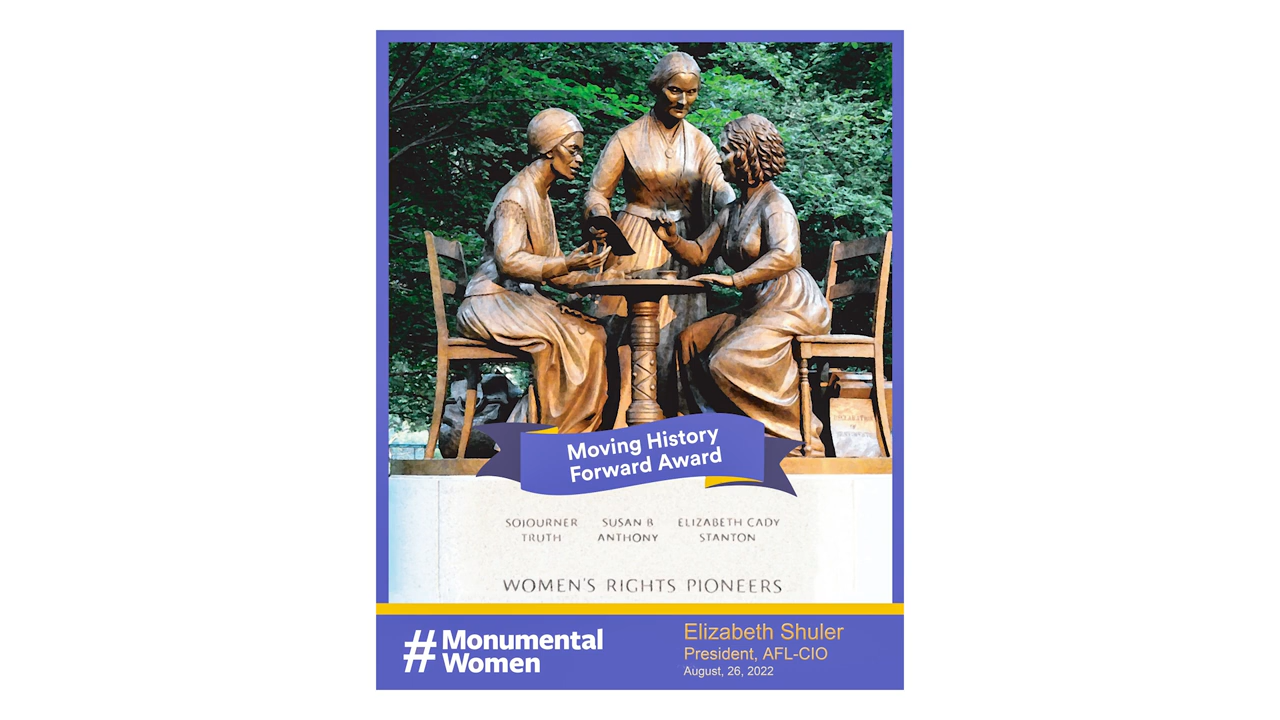 Moving History
Forward Award
SOJOURNER TRUTH
SUSAN B ANTHONY
ELIZABETH CADY STANTON
WOMEN'S RIGHTS PIONEERS
#Monumental
Women
Elizabeth Shuler
President, AFL-CIO
August, 26, 2022